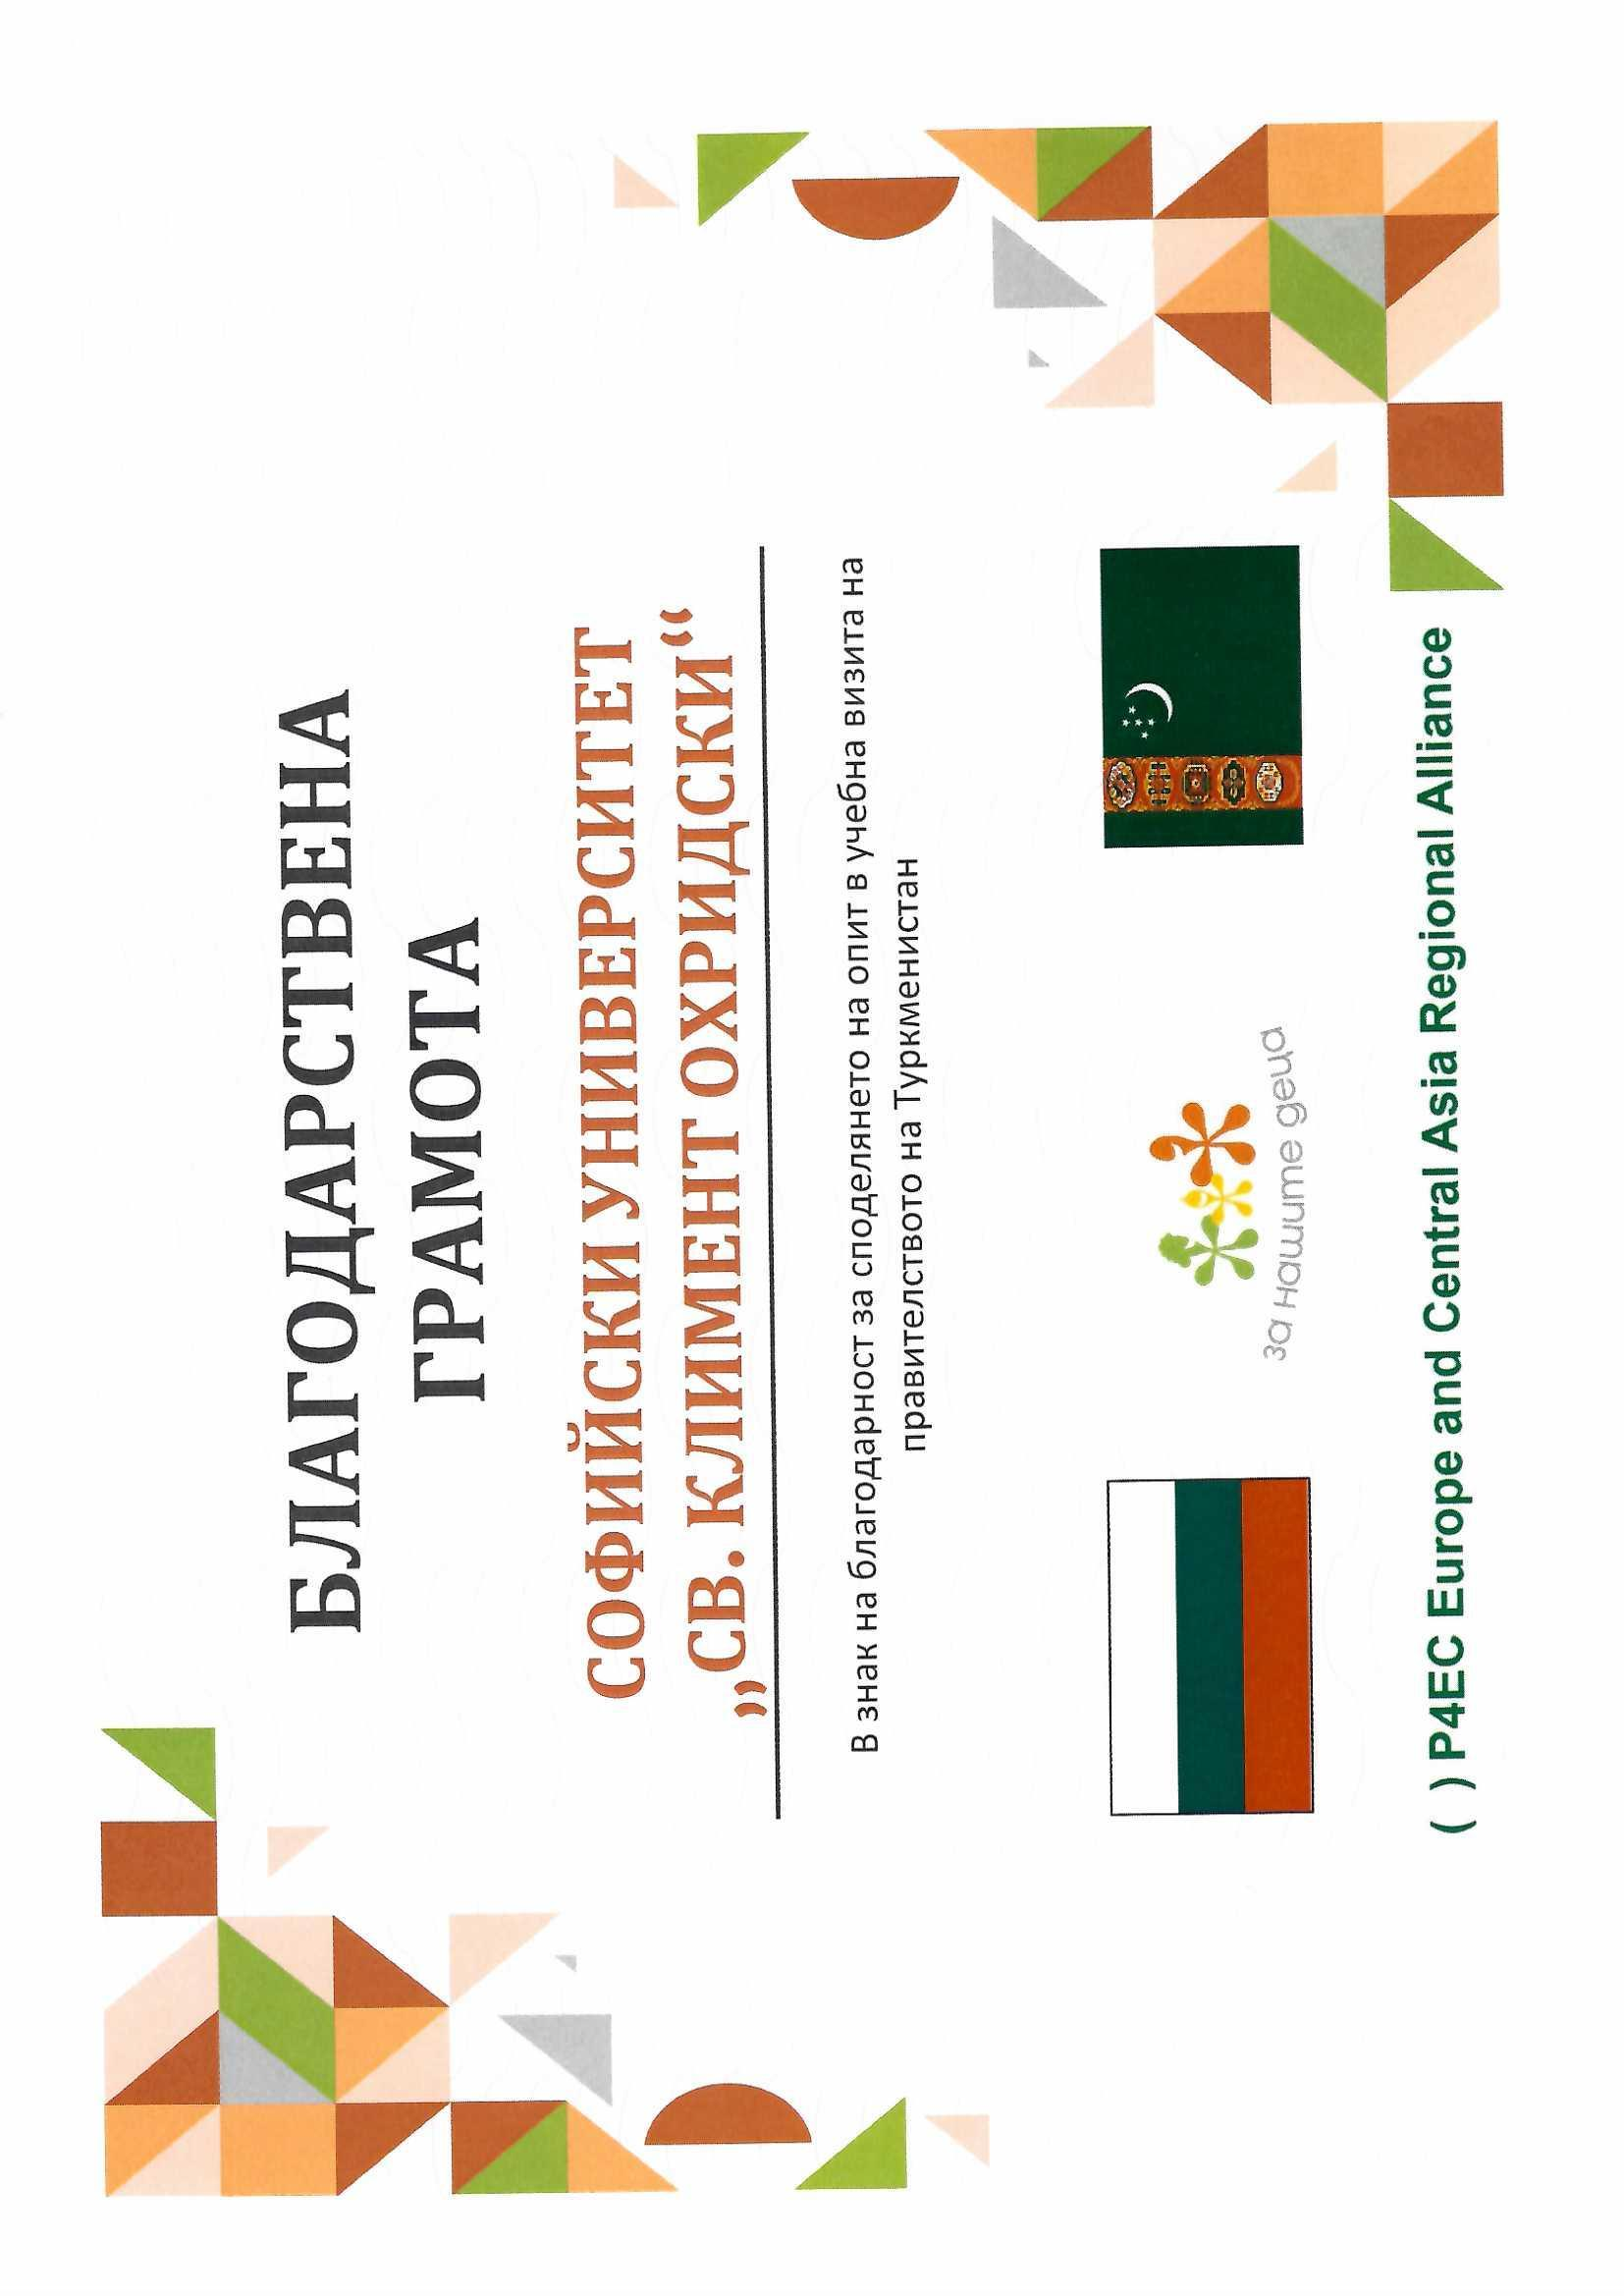 БЛАГОДАРСТВЕНА
ГРАМОТА
СОФИЙСКИ УНИВЕРСИТЕТ
„СВ. КЛИМЕНТ ОХРИДСКИ“
В знак на благодарност за споделянето на опит в учебна визита на
правителството на Туркменистан
за нашите деца
( ) P4EC Europe and Central Asia Regional Alliance